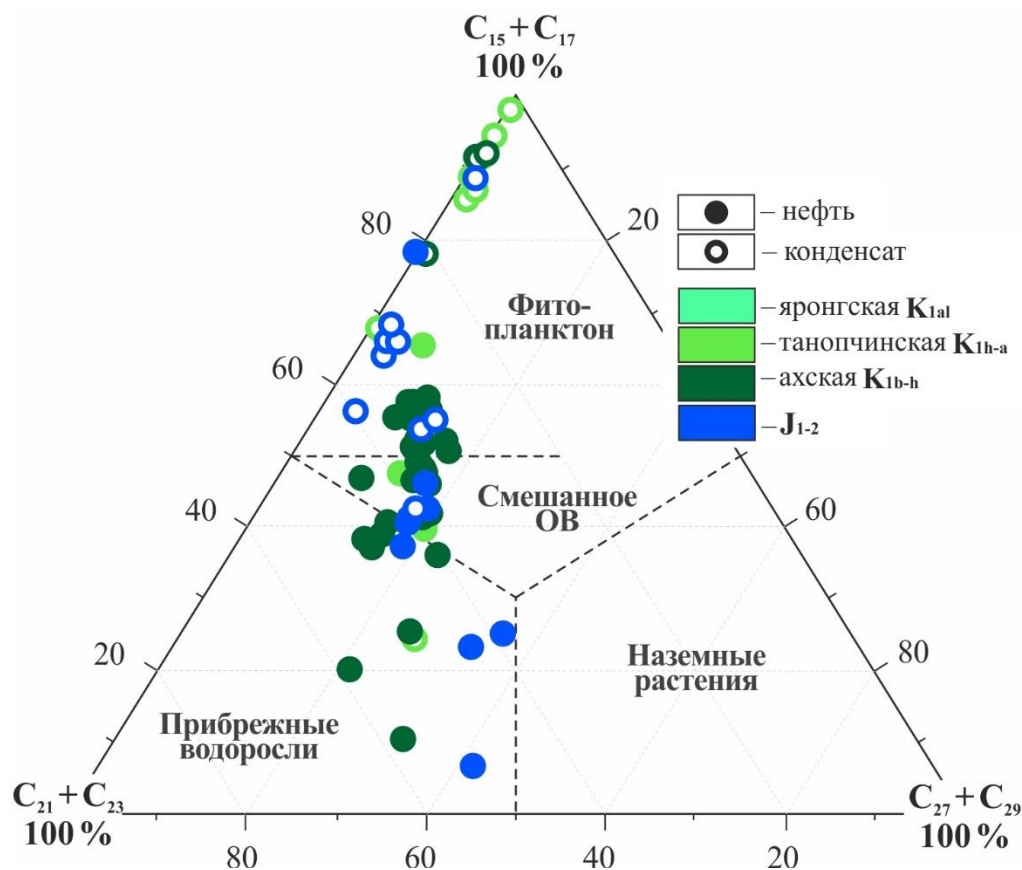 C₁₅ + C₁₇
100 %
80
20
– нефть
– конденсат
Фито-
планктон
– яронгская K₁al
– танопчинская K₁h-a
60
– ахская K₁b-h
– J₁₋₂
Смешанное
ОВ
40
60
20
80
Наземные
растения
Прибрежные
водоросли
C₂₁ + C₂₃
100 %
C₂₇ + C₂₉
100 %
80
60
40
20